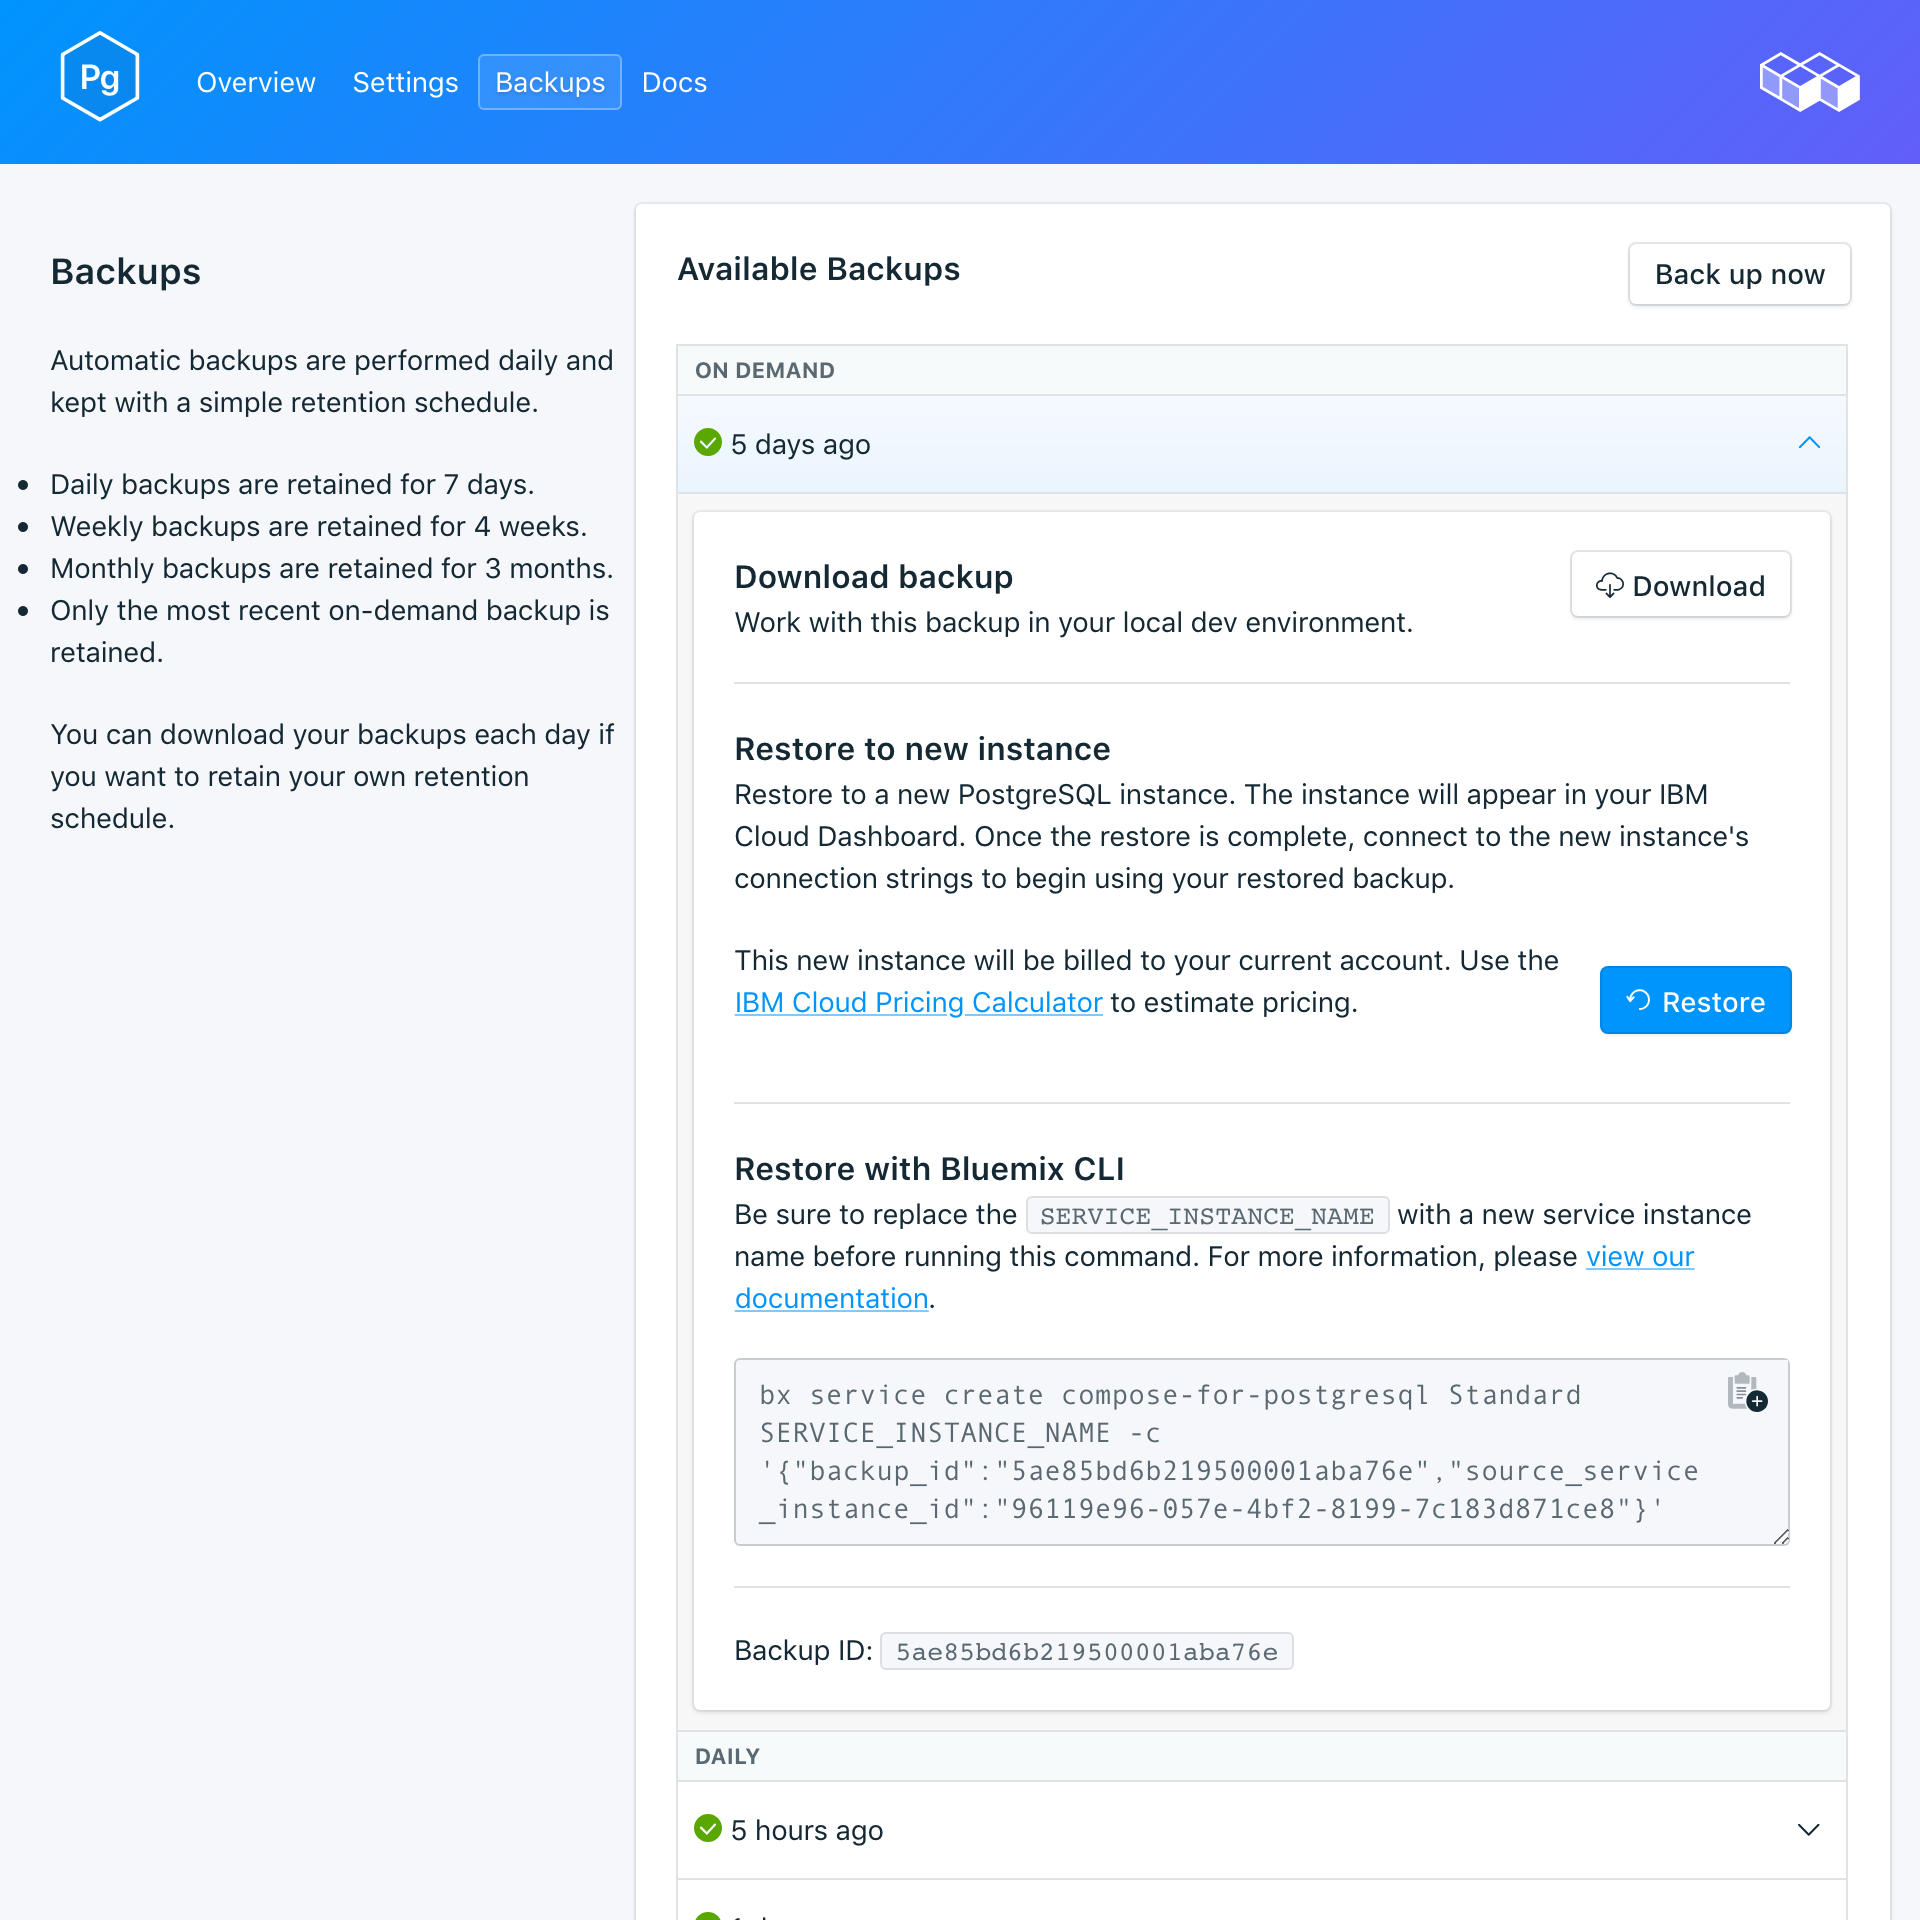 Pg
Overview
Settings
Backups
Docs
Backups
Automatic backups are performed daily and
kept with a simple retention schedule.
Daily backups are retained for 7 days.
Weekly backups are retained for 4 weeks.
Monthly backups are retained for 3 months.
Only the most recent on-demand backup is
retained.
You can download your backups each day if
you want to retain your own retention
schedule.
Available Backups
Back up now
ON DEMAND
5 days ago
Download backup
Work with this backup in your local dev environment.
Download
Restore to new instance
Restore to a new PostgreSQL instance. The instance will appear in your IBM
Cloud Dashboard. Once the restore is complete, connect to the new instance's
connection strings to begin using your restored backup.
This new instance will be billed to your current account. Use the
IBM Cloud Pricing Calculator to estimate pricing.
Restore
Restore with Bluemix CLI
Be sure to replace the SERVICE_INSTANCE_NAME with a new service instance
name before running this command. For more information, please view our
documentation.
bx service create compose-for-postgresql Standard
SERVICE_INSTANCE_NAME -c
'{"backup_id":"5ae85bd6b219500001aba76e","source_service
_instance_id":"96119e96-057e-4bf2-8199-7c183d871ce8"}'
Backup ID: 5ae85bd6b219500001aba76e
DAILY
5 hours ago